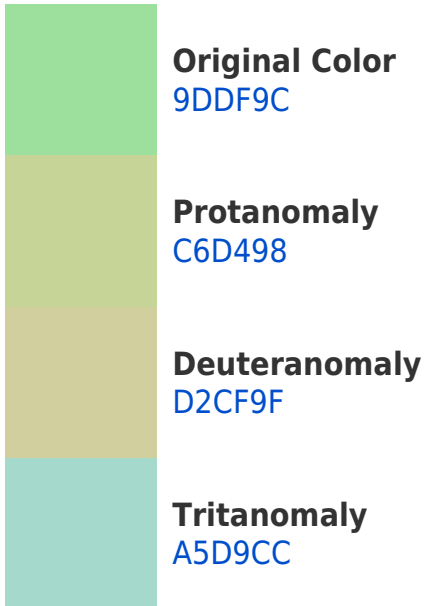 Original Color
9DDF9C
Protanomaly
C6D498
Deuteranomaly
D2CF9F
Tritanomaly
A5D9CC